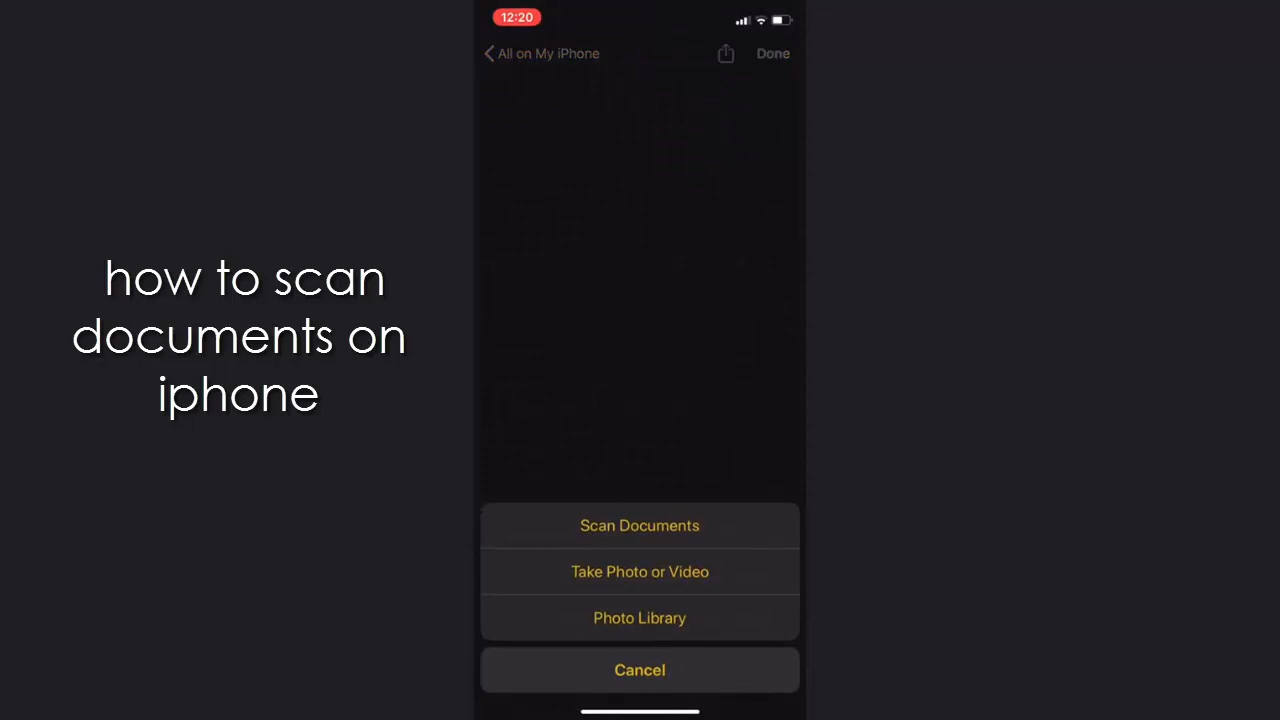 12:20
All on My iPhone
Done
how to scan
documents on
iphone
Scan Documents
Take Photo or Video
Photo Library
Cancel